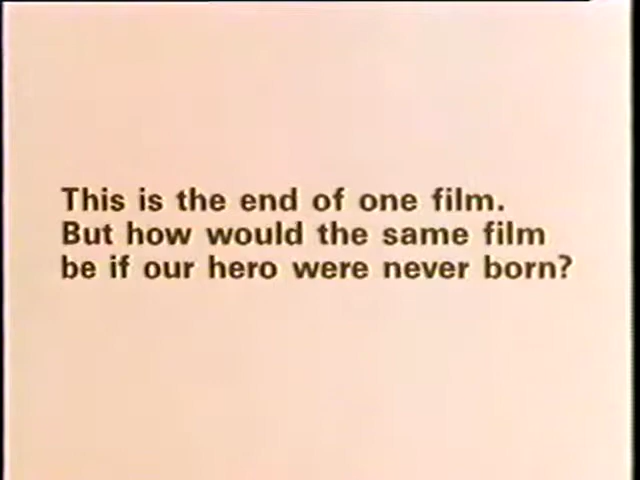 This is the end of one film.
But how would the same film
be if our hero were never born?